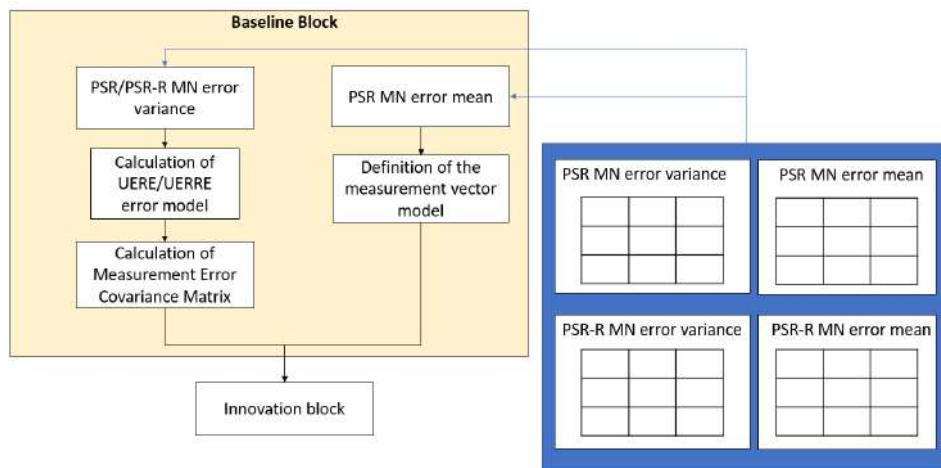 Baseline Block
PSR/PSR-R MN error
variance
PSR MN error mean
Calculation of
UERE/UERRE
error model
Definition of the
measurement vector
model
Calculation of
Measurement Error
Covariance Matrix
Innovation block
PSR MN error variance
PSR MN error mean
PSR-R MN error variance
PSR-R MN error mean